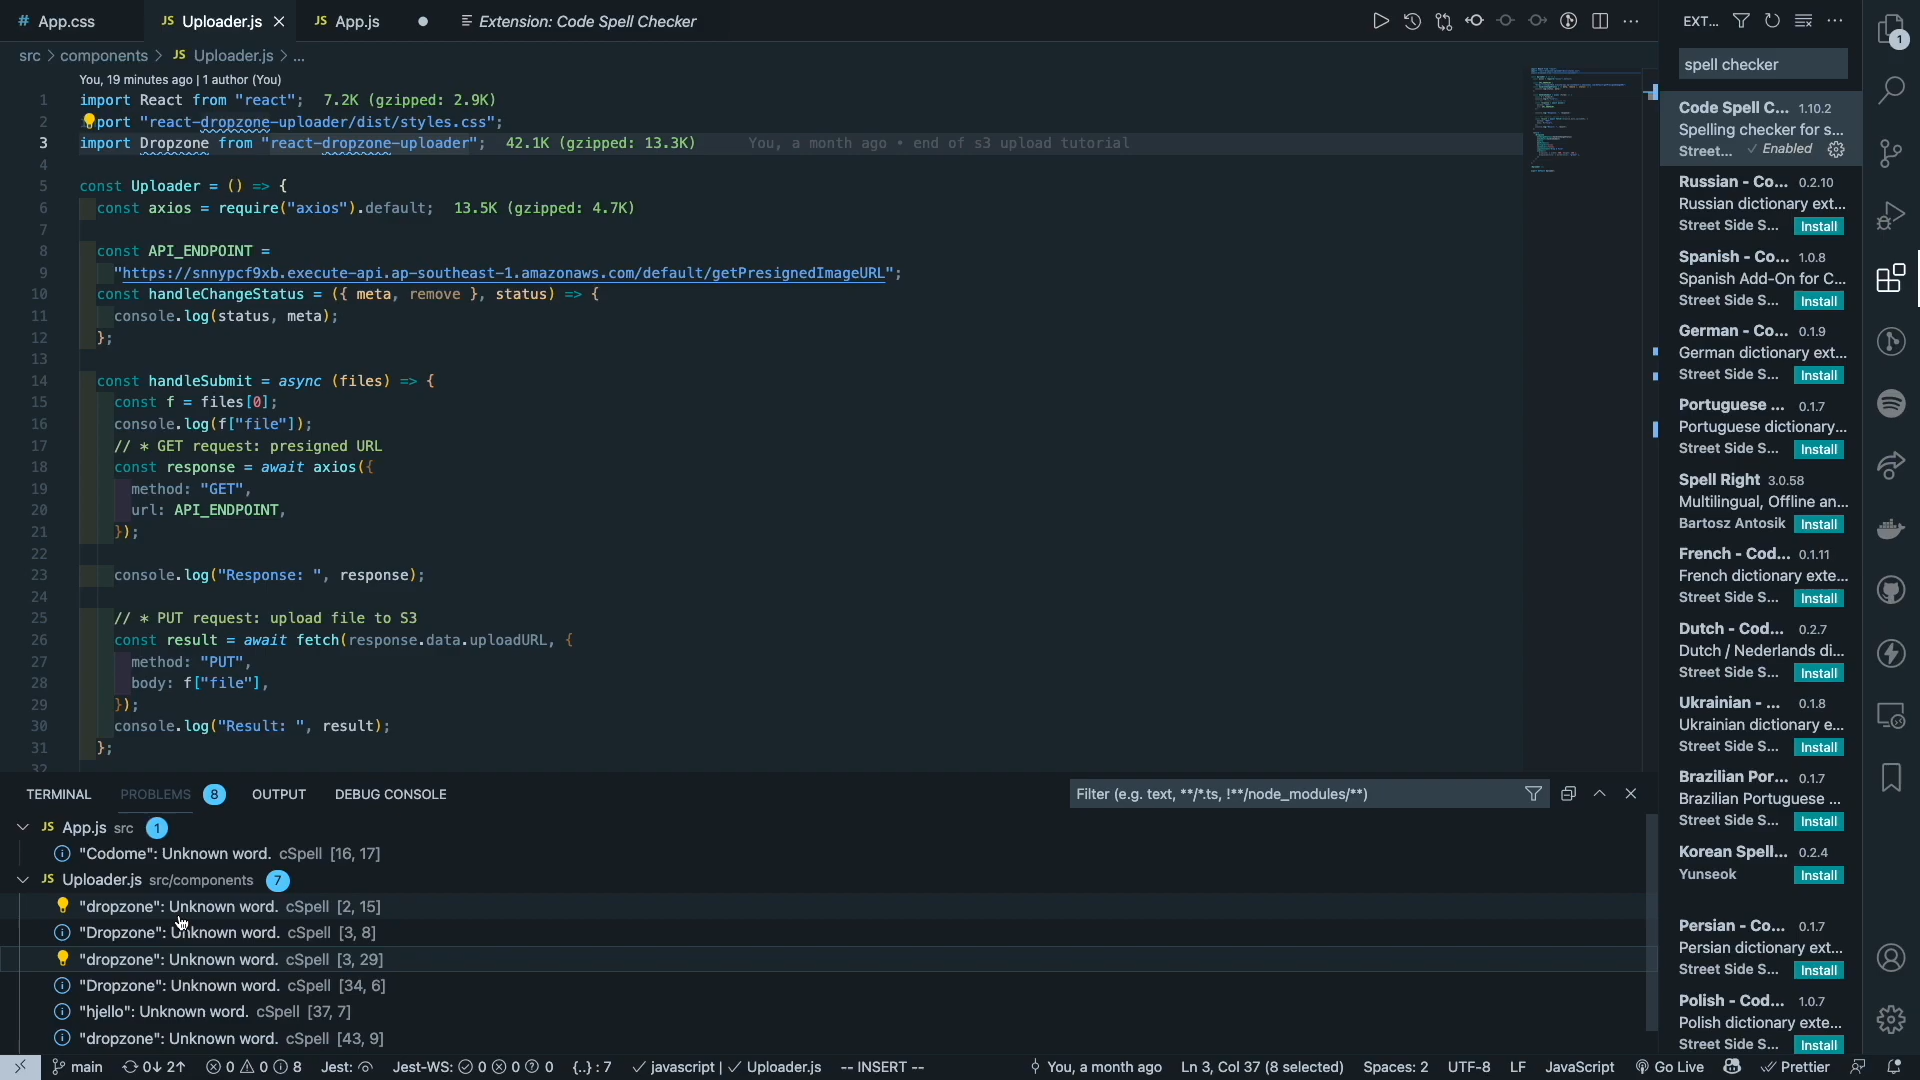 # App.css
JS Uploader.js
JS App.js
Extension: Code Spell Checker
src > components > JS Uploader.js > ...
You, 19 minutes ago | 1 author (You)
1 import React from "react"; 7.2K (gzipped: 2.9K)
2 port "react-dropzone-uploader/dist/styles.css";
3 import Dropzone from "react-dropzone-uploader"; 42.1K (gzipped: 13.3K) You, a month ago • end of s3 upload tutorial
4
5 const Uploader = () => {
6 const axios = require("axios").default; 13.5K (gzipped: 4.7K)
7
8 const API_ENDPOINT =
9 "https://snnypcf9xb.execute-api.ap-southeast-1.amazonaws.com/default/getPresignedImageURL";
10 const handleChangeStatus = ({ meta, remove }, status) => {
11 console.log(status, meta);
12 };
13
14 const handleSubmit = async (files) => {
15 const f = files[0];
16 console.log(f["file"]);
17 // * GET request: presigned URL
18 const response = await axios({
19 method: "GET",
20 url: API_ENDPOINT,
21 });
22
23 console.log("Response: ", response);
24
25 // * PUT request: upload file to S3
26 const result = await fetch(response.data.uploadURL, {
27 method: "PUT",
28 body: f["file"],
29 });
30 console.log("Result: ", result);
31 };
32
TERMINAL PROBLEMS 8 OUTPUT DEBUG CONSOLE
Filter (e.g. text, **/*.ts, !**/node_modules/**)
JS App.js src 1
"Codome": Unknown word. cSpell [16, 17]
JS Uploader.js src/components 7
"dropzone": Unknown word. cSpell [2, 15]
"Dropzone": Unknown word. cSpell [3, 8]
"dropzone": Unknown word. cSpell [3, 29]
"Dropzone": Unknown word. cSpell [34, 6]
"hjello": Unknown word. cSpell [37, 7]
"dropzone": Unknown word. cSpell [43, 9]
main 0↓ 2↑ 0 0 8 Jest: Jest-WS: 0 0 0 {..} : 7 javascript | Uploader.js -- INSERT --
You, a month ago Ln 3, Col 37 (8 selected) Spaces: 2 UTF-8 LF JavaScript Go Live Prettier
EXT...
spell checker
Code Spell C... 1.10.2
Spelling checker for s...
Street... Enabled
Russian - Co... 0.2.10
Russian dictionary ext...
Street Side S... Install
Spanish - Co... 1.0.8
Spanish Add-On for C...
Street Side S... Install
German - Co... 0.1.9
German dictionary ext...
Street Side S... Install
Portuguese ... 0.1.7
Portuguese dictionary...
Street Side S... Install
Spell Right 3.0.58
Multilingual, Offline an...
Bartosz Antosik Install
French - Cod... 0.1.11
French dictionary exte...
Street Side S... Install
Dutch - Cod... 0.2.7
Dutch / Nederlands di...
Street Side S... Install
Ukrainian - ... 0.1.8
Ukrainian dictionary e...
Street Side S... Install
Brazilian Por... 0.1.7
Brazilian Portuguese ...
Street Side S... Install
Korean Spell... 0.2.4
Yunseok Install
Persian - Co... 0.1.7
Persian dictionary ext...
Street Side S... Install
Polish - Cod... 1.0.7
Polish dictionary exte...
Street Side S... Install
1